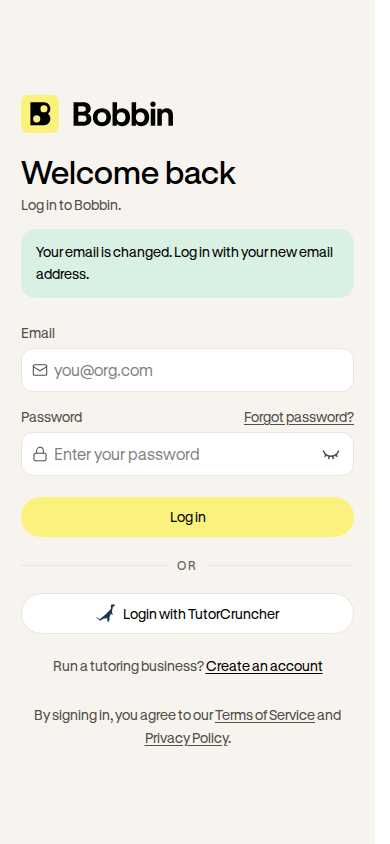 Bobbin
Welcome back
Log in to Bobbin.
Your email is changed. Log in with your new email
address.
Email
you@org.com
Password
Forgot password?
Enter your password
Log in
OR
Login with TutorCruncher
Run a tutoring business? Create an account
By signing in, you agree to our Terms of Service and
Privacy Policy.